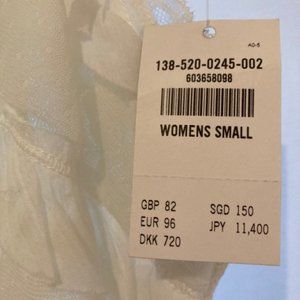 A0-5
138-520-0245-002
603658098
WOMENS SMALL
GBP 82 SGD 150
EUR 96 JPY 11,400
DKK 720